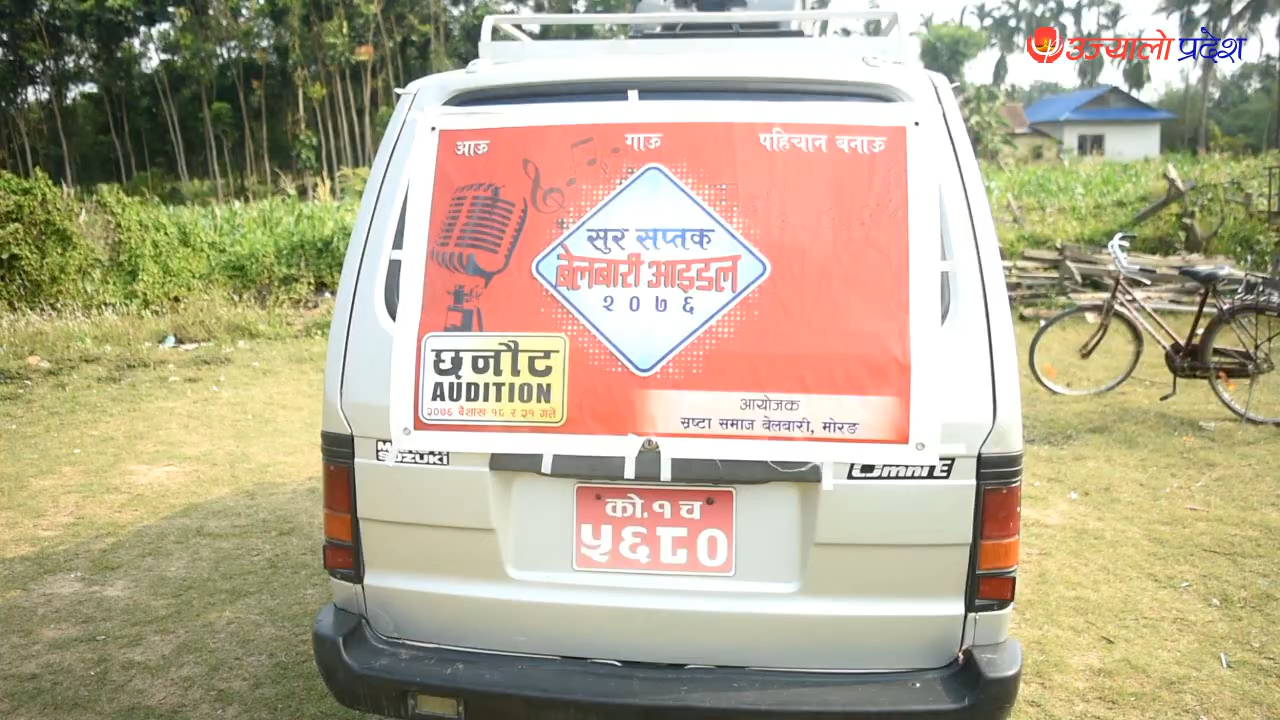 उज्यालो प्रदेश
आऊ गाऊ पहिचान बनाऊ
सुर सप्तक
बेलबारी आइडल
२०७६
छनौट
AUDITION
२०७६ बैशाख १८ र २१ गते
आयोजक
स्रष्टा समाज बेलबारी, मोरङ
SUZUKI
Omni E
को.१ च
५६८०